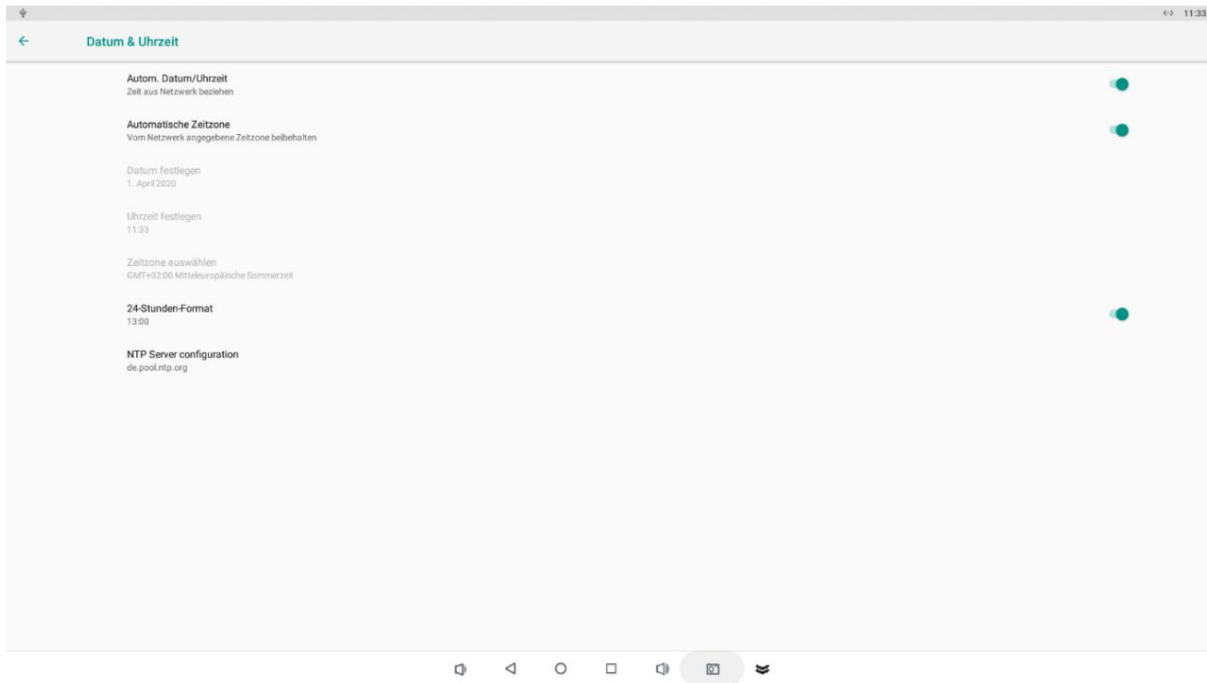 11:33
Datum & Uhrzeit
Autom. Datum/Uhrzeit
Zeit aus Netzwerk beziehen
Automatische Zeitzone
Vom Netzwerk angegebene Zeitzone beibehalten
Datum festlegen
1. April 2020
Uhrzeit festlegen
11:33
Zeitzone auswählen
GMT+02:00 Mitteleuropäische Sommerzeit
24-Stunden-Format
13:00
NTP Server configuration
de.pool.ntp.org